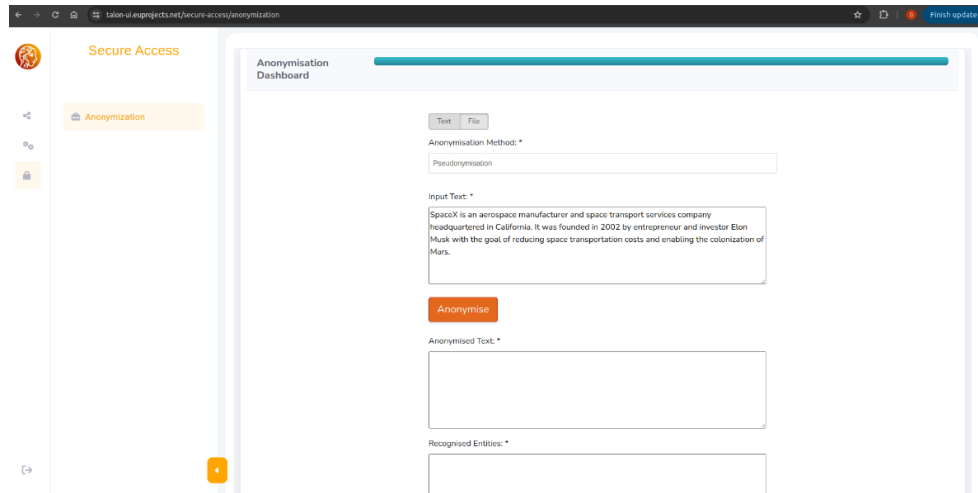 talon-ui.euprojects.net/secure-access/anonymization
Finish update
Secure Access
Anonymization
Anonymisation
Dashboard
Text File
Anonymisation Method: *
Pseudonymisation
Input Text: *
SpaceX is an aerospace manufacturer and space transport services company
headquartered in California. It was founded in 2002 by entrepreneur and investor Elon
Musk with the goal of reducing space transportation costs and enabling the colonization of
Mars.
Anonymise
Anonymised Text: *
Recognised Entities: *